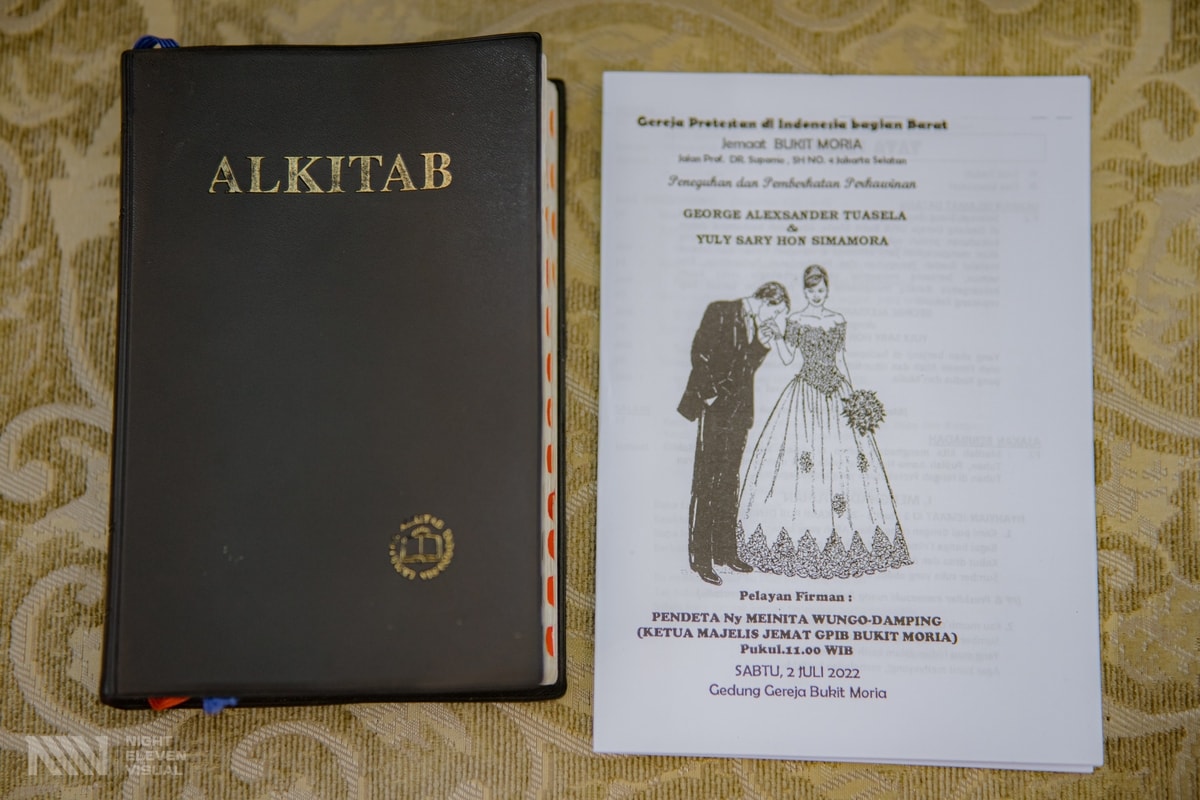 ALKITAB
Gereja Protestan di Indonesia bagian Barat
Jemaat BUKIT MORIA
Jalan Prof. DR. Supomo , SH NO. 4 Jakarta Selatan
Peneguhan dan Pemberkatan Perkawinan
GEORGE ALEXSANDER TUASELA
&
YULY SARY HON SIMAMORA
Pelayan Firman :
PENDETA Ny MEINITA WUNGO-DAMPING
(KETUA MAJELIS JEMAT GPIB BUKIT MORIA)
Pukul.11.00 WIB
SABTU, 2 JULI 2022
Gedung Gereja Bukit Moria
NIGHT
ELEVEN
VISUAL